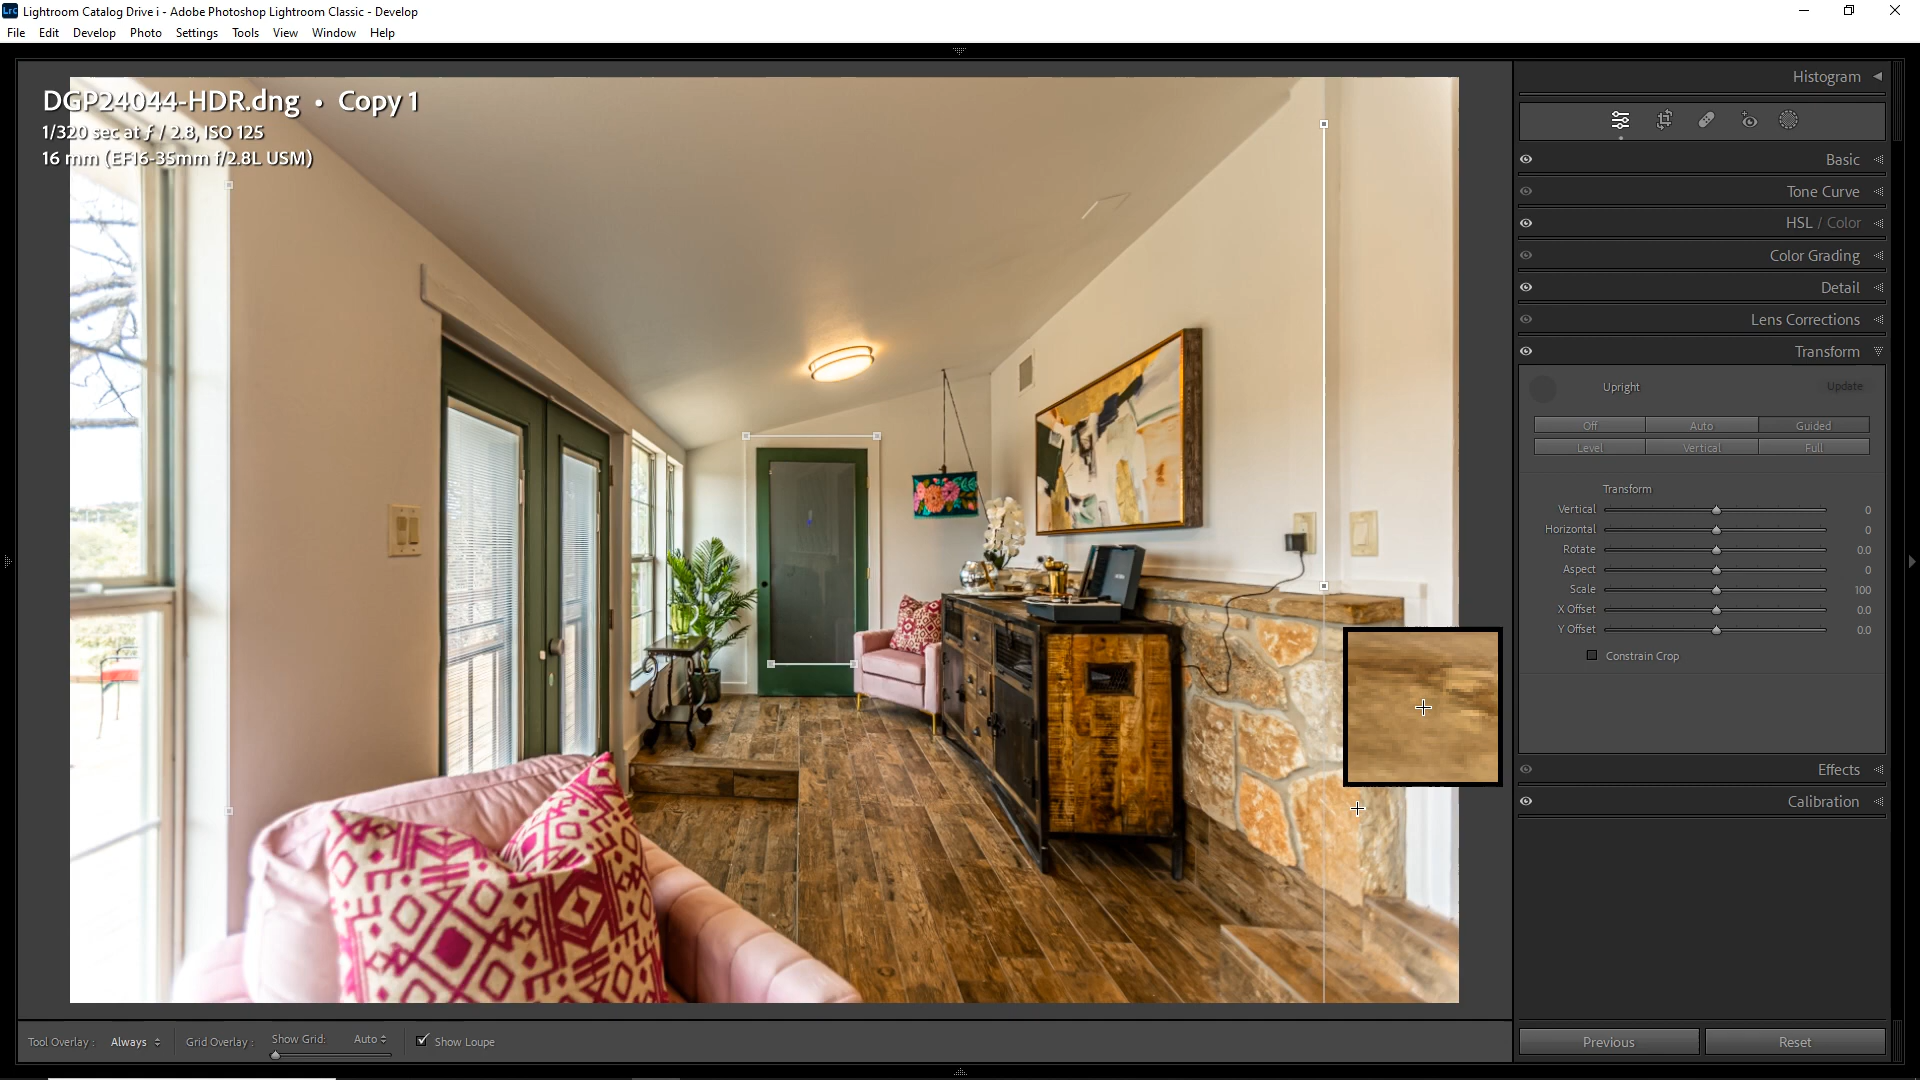 Lrc Lightroom Catalog Drive i - Adobe Photoshop Lightroom Classic - Develop
File Edit Develop Photo Settings Tools View Window Help
DGP24044-HDR.dng • Copy 1
1/320 sec at ƒ / 2.8, ISO 125
16 mm (EF16-35mm f/2.8L USM)
Histogram
Basic
Tone Curve
HSL / Color
Color Grading
Detail
Lens Corrections
Transform
Upright Update
Off Auto Guided
Level Vertical Full
Transform
Vertical 0
Horizontal 0
Rotate 0.0
Aspect 0
Scale 100
X Offset 0.0
Y Offset 0.0
Constrain Crop
Effects
Calibration
Tool Overlay : Always Grid Overlay : Show Grid: Auto Show Loupe
Previous Reset